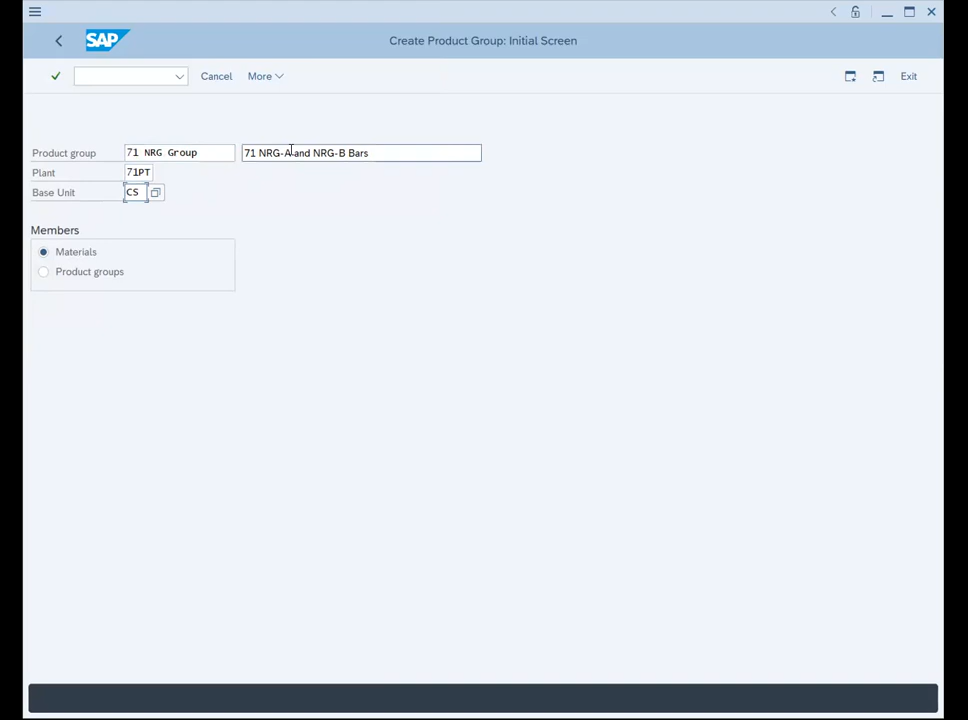 SAP
Create Product Group: Initial Screen
Cancel
More
Exit
Product group
71 NRG Group
71 NRG-A and NRG-B Bars
Plant
71PT
Base Unit
CS
Members
Materials
Product groups